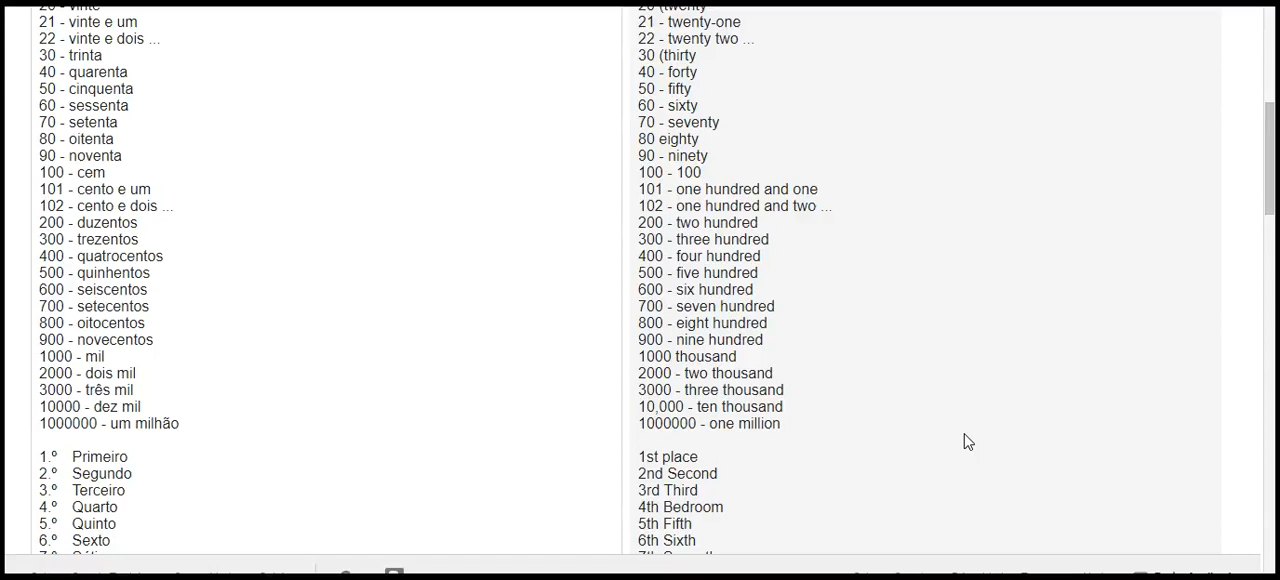 20 - vinte
21 - vinte e um
22 - vinte e dois ...
30 - trinta
40 - quarenta
50 - cinquenta
60 - sessenta
70 - setenta
80 - oitenta
90 - noventa
100 - cem
101 - cento e um
102 - cento e dois ...
200 - duzentos
300 - trezentos
400 - quatrocentos
500 - quinhentos
600 - seiscentos
700 - setecentos
800 - oitocentos
900 - novecentos
1000 - mil
2000 - dois mil
3000 - três mil
10000 - dez mil
1000000 - um milhão
1.º Primeiro
2.º Segundo
3.º Terceiro
4.º Quarto
5.º Quinto
6.º Sexto
20 (twenty
21 - twenty-one
22 - twenty two ...
30 (thirty
40 - forty
50 - fifty
60 - sixty
70 - seventy
80 eighty
90 - ninety
100 - 100
101 - one hundred and one
102 - one hundred and two ...
200 - two hundred
300 - three hundred
400 - four hundred
500 - five hundred
600 - six hundred
700 - seven hundred
800 - eight hundred
900 - nine hundred
1000 thousand
2000 - two thousand
3000 - three thousand
10,000 - ten thousand
1000000 - one million
1st place
2nd Second
3rd Third
4th Bedroom
5th Fifth
6th Sixth